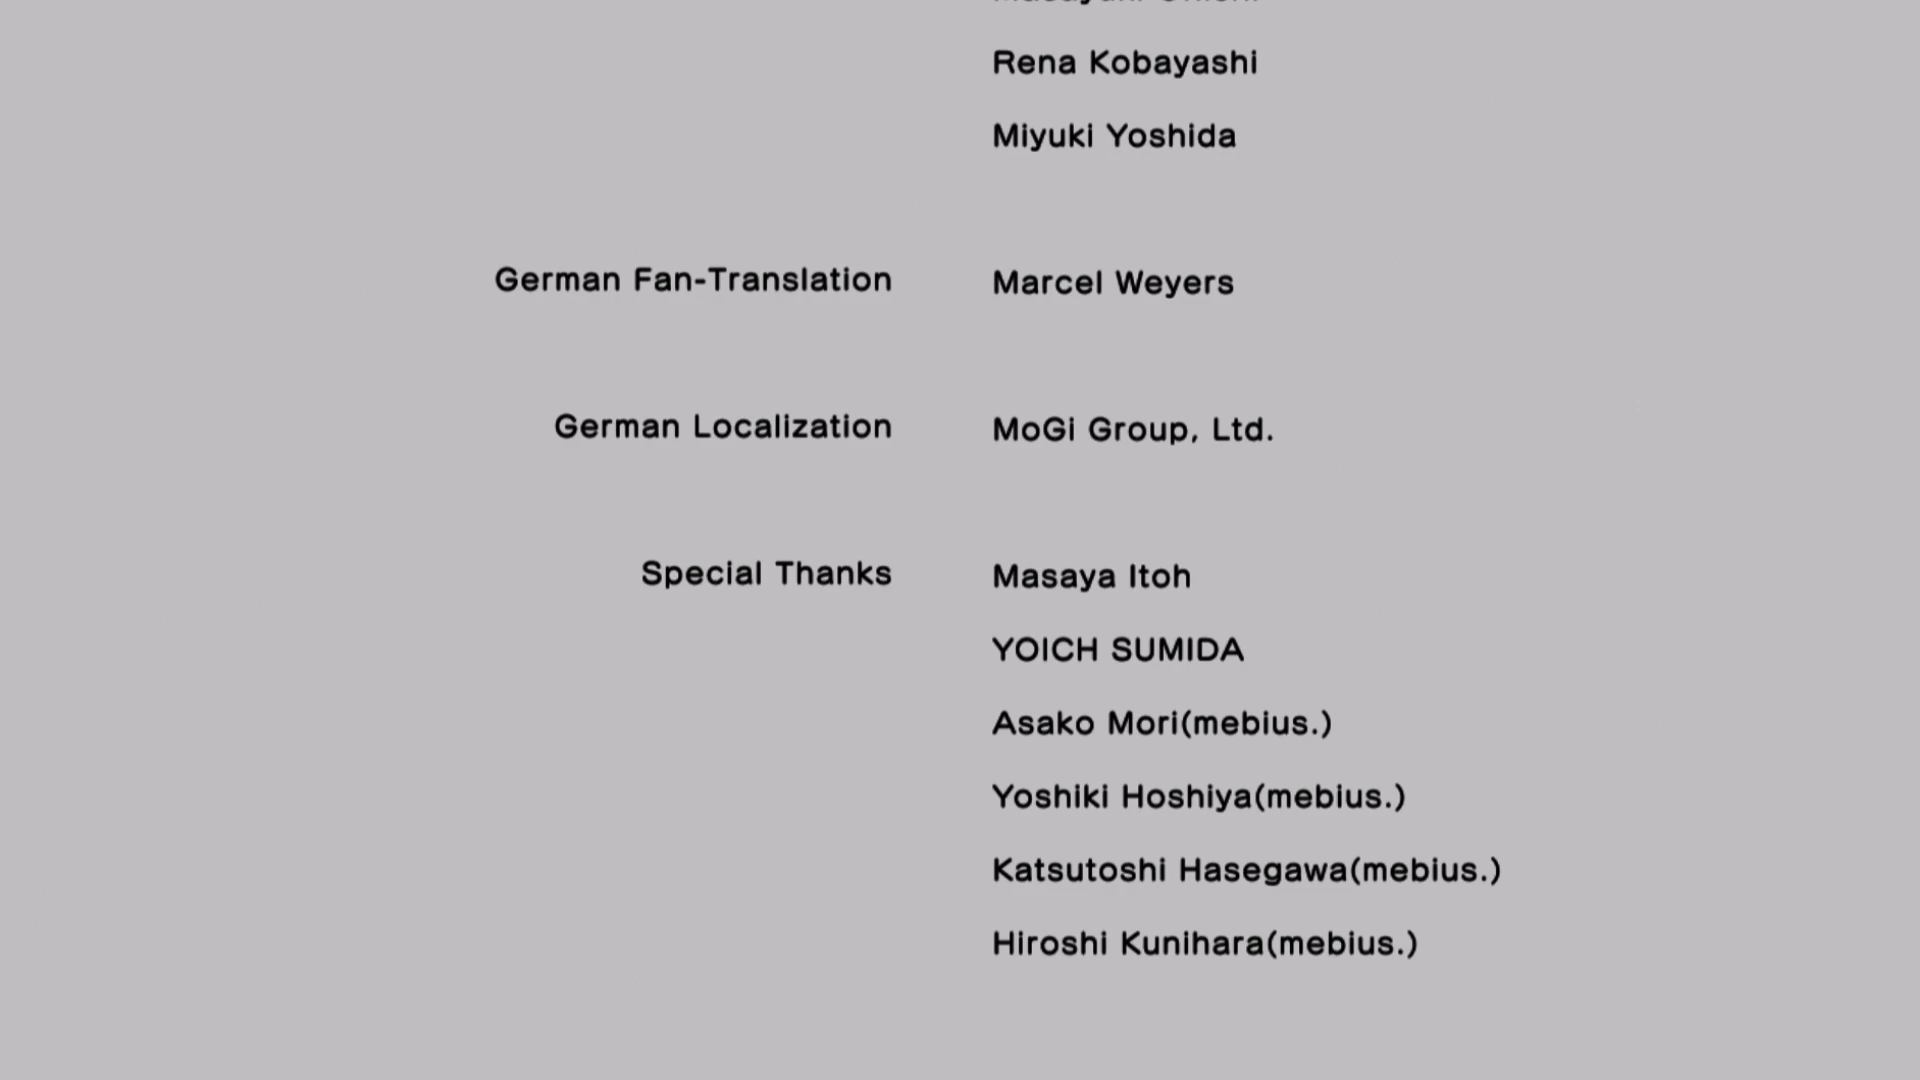 Rena Kobayashi
Miyuki Yoshida
German Fan-Translation Marcel Weyers
German Localization MoGi Group, Ltd.
Special Thanks Masaya Itoh
YOICH SUMIDA
Asako Mori(mebius.)
Yoshiki Hoshiya(mebius.)
Katsutoshi Hasegawa(mebius.)
Hiroshi Kunihara(mebius.)